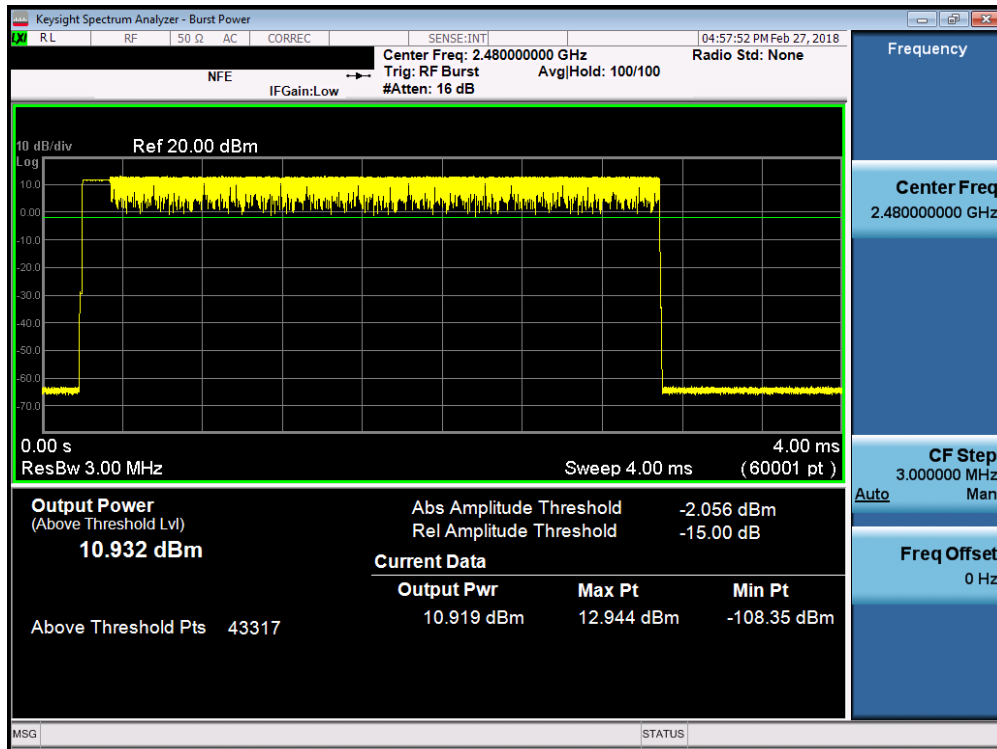 Keysight Spectrum Analyzer - Burst Power
LXI RL RF 50 Ω AC CORREC SENSE:INT 04:57:52 PM Feb 27, 2018
Center Freq: 2.480000000 GHz Radio Std: None
NFE Trig: RF Burst Avg|Hold: 100/100
IFGain:Low #Atten: 16 dB
Frequency
10 dB/div Ref 20.00 dBm
Log
10.0
0.00
-10.0
-20.0
-30.0
-40.0
-50.0
-60.0
-70.0
0.00 s 4.00 ms
ResBw 3.00 MHz Sweep 4.00 ms (60001 pt)
Center Freq
2.480000000 GHz
CF Step
3.000000 MHz
Auto Man
Freq Offset
0 Hz
Output Power
(Above Threshold Lvl)
10.932 dBm
Above Threshold Pts 43317
Abs Amplitude Threshold -2.056 dBm
Rel Amplitude Threshold -15.00 dB
Current Data
Output Pwr Max Pt Min Pt
10.919 dBm 12.944 dBm -108.35 dBm
MSG STATUS